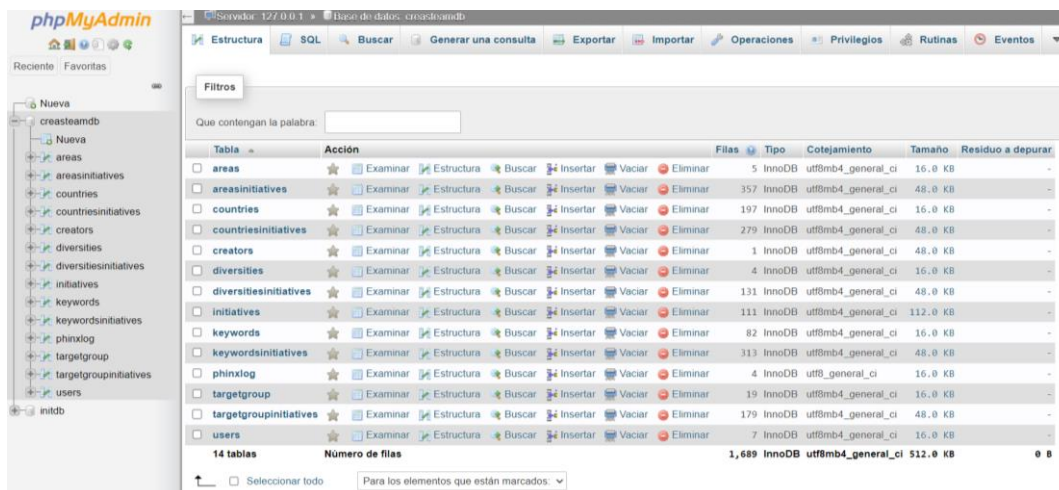 phpMyAdmin
Reciente Favoritas
Nueva
creasteamdb
Nueva
areas
areasinitiatives
countries
countriesinitiatives
creators
diversities
diversitiesinitiatives
initiatives
keywords
keywordsinitiatives
phinxlog
targetgroup
targetgroupinitiatives
users
initdb
Servidor: 127.0.0.1 » Base de datos: creasteamdb
Estructura SQL Buscar Generar una consulta Exportar Importar Operaciones Privilegios Rutinas Eventos
Filtros
Que contengan la palabra:
Tabla Acción Filas Tipo Cotejamiento Tamaño Residuo a depurar
areas Examinar Estructura Buscar Insertar Vaciar Eliminar 5 InnoDB utf8mb4_general_ci 16.0 KB -
areasinitiatives Examinar Estructura Buscar Insertar Vaciar Eliminar 357 InnoDB utf8mb4_general_ci 48.0 KB -
countries Examinar Estructura Buscar Insertar Vaciar Eliminar 197 InnoDB utf8mb4_general_ci 16.0 KB -
countriesinitiatives Examinar Estructura Buscar Insertar Vaciar Eliminar 279 InnoDB utf8mb4_general_ci 48.0 KB -
creators Examinar Estructura Buscar Insertar Vaciar Eliminar 1 InnoDB utf8mb4_general_ci 48.0 KB -
diversities Examinar Estructura Buscar Insertar Vaciar Eliminar 4 InnoDB utf8mb4_general_ci 16.0 KB -
diversitiesinitiatives Examinar Estructura Buscar Insertar Vaciar Eliminar 131 InnoDB utf8mb4_general_ci 48.0 KB -
initiatives Examinar Estructura Buscar Insertar Vaciar Eliminar 111 InnoDB utf8mb4_general_ci 112.0 KB -
keywords Examinar Estructura Buscar Insertar Vaciar Eliminar 82 InnoDB utf8mb4_general_ci 16.0 KB -
keywordsinitiatives Examinar Estructura Buscar Insertar Vaciar Eliminar 313 InnoDB utf8mb4_general_ci 48.0 KB -
phinxlog Examinar Estructura Buscar Insertar Vaciar Eliminar 4 InnoDB utf8_general_ci 16.0 KB -
targetgroup Examinar Estructura Buscar Insertar Vaciar Eliminar 19 InnoDB utf8mb4_general_ci 16.0 KB -
targetgroupinitiatives Examinar Estructura Buscar Insertar Vaciar Eliminar 179 InnoDB utf8mb4_general_ci 48.0 KB -
users Examinar Estructura Buscar Insertar Vaciar Eliminar 7 InnoDB utf8mb4_general_ci 16.0 KB -
14 tablas Número de filas 1,689 InnoDB utf8mb4_general_ci 512.0 KB 0 B
Seleccionar todo Para los elementos que están marcados: